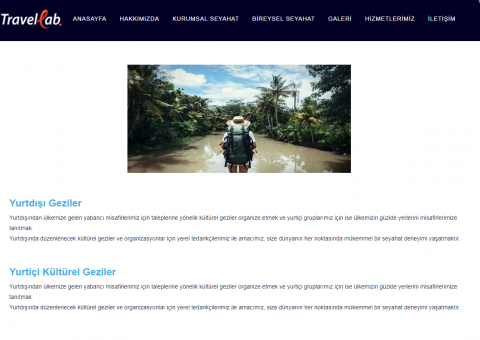 Travel Lab.
ANASAYFA HAKKIMIZDA KURUMSAL SEYAHAT BİREYSEL SEYAHAT GALERİ HİZMETLERİMİZ İLETİŞİM
Yurtdışı Geziler
Yurtdışından ülkemize gelen yabancı misafirlerimiz için taleplerine yönelik kültürel geziler organize etmek ve yurtiçi gruplarımız için ise ülkemizin güzide yerlerini misafirlerimize
tanıtmak.
Yurtdışında düzenlenecek kültürel geziler ve organizasyonlar için yerel tedarikçilerimiz ile amacımız, size dünyanın her noktasında mükemmel bir seyahat deneyimi yaşatmaktır.
Yurtiçi Kültürel Geziler
Yurtdışından ülkemize gelen yabancı misafirlerimiz için taleplerine yönelik kültürel geziler organize etmek ve yurtiçi gruplarımız için ise ülkemizin güzide yerlerini misafirlerimize
tanıtmak.
Yurtdışında düzenlenecek kültürel geziler ve organizasyonlar için yerel tedarikçilerimiz ile amacımız, size dünyanın her noktasında mükemmel bir seyahat deneyimi yaşatmaktır.
.